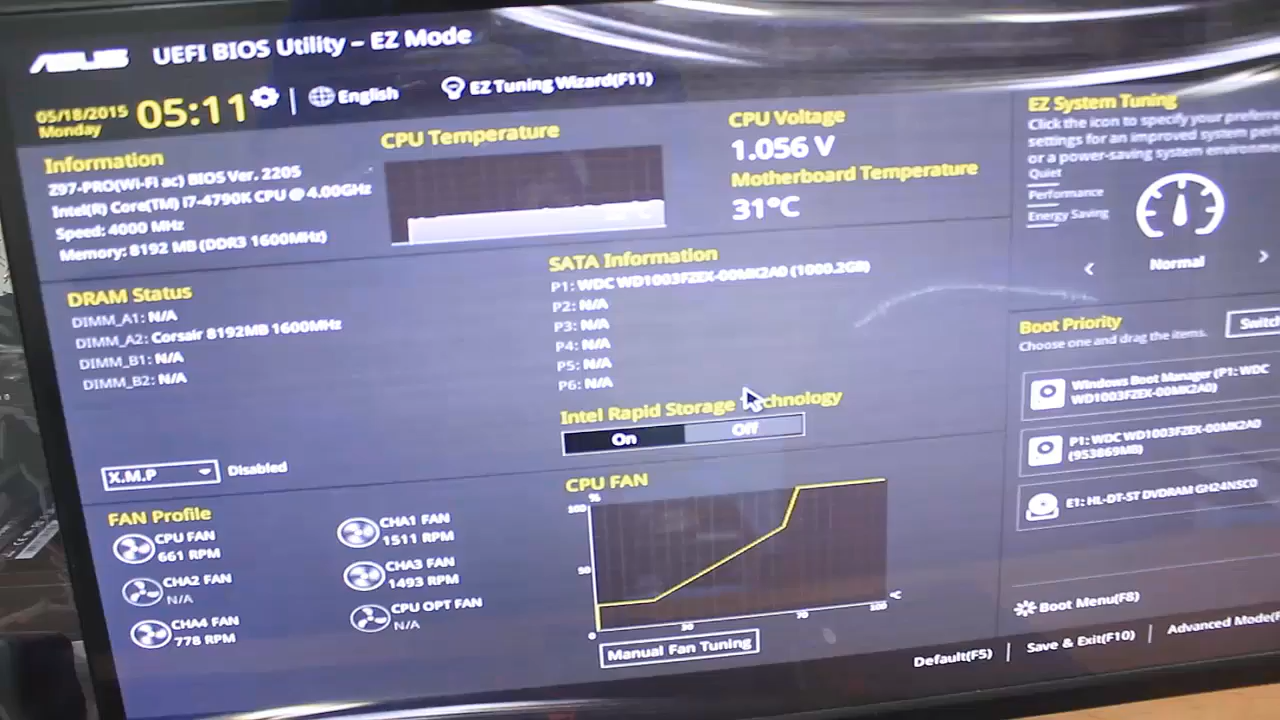 ASUS UEFI BIOS Utility – EZ Mode
05/18/2015
Monday
05:11
English
EZ Tuning Wizard(F11)
Information
Z97-PRO(Wi-Fi ac) BIOS Ver. 2205
Intel(R) Core(TM) i7-4790K CPU @ 4.00GHz
Speed: 4000 MHz
Memory: 8192 MB (DDR3 1600MHz)
CPU Temperature
CPU Voltage
1.056 V
Motherboard Temperature
31°C
EZ System Tuning
Click the icon to specify your preferre
settings for an improved system perf
or a power-saving system environme
Quiet
Performance
Energy Saving
Normal
DRAM Status
DIMM_A1: N/A
DIMM_A2: Corsair 8192MB 1600MHz
DIMM_B1: N/A
DIMM_B2: N/A
X.M.P Disabled
SATA Information
P1: WDC WD1003FZEX-00MK2A0 (1000.2GB)
P2: N/A
P3: N/A
P4: N/A
P5: N/A
P6: N/A
Intel Rapid Storage Technology
On Off
Boot Priority
Choose one and drag the items.
Switch
Windows Boot Manager (P1: WDC
WD1003FZEX-00MK2A0)
P1: WDC WD1003FZEX-00MK2A0
(953869MB)
E1: HL-DT-ST DVDRAM GH24NSC0
FAN Profile
CPU FAN
661 RPM
CHA1 FAN
1511 RPM
CHA2 FAN
N/A
CHA3 FAN
1493 RPM
CHA4 FAN
778 RPM
CPU OPT FAN
N/A
CPU FAN
%
100
50
0
30
70
100
°C
Manual Fan Tuning
Boot Menu(F8)
Default(F5) | Save & Exit(F10) | Advanced Mode(F